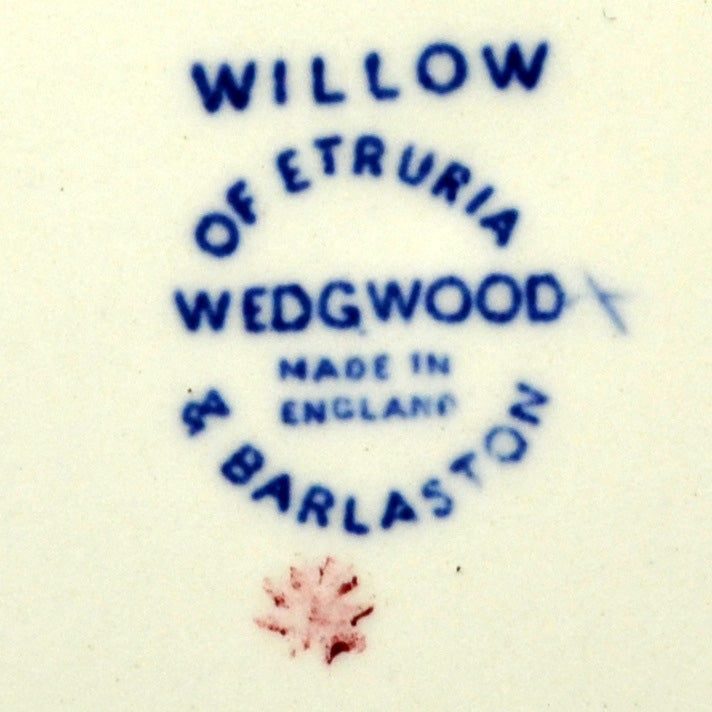 WILLOW
OF ETRURIA
WEDGWOOD
MADE IN
ENGLAND
& BARLASTON